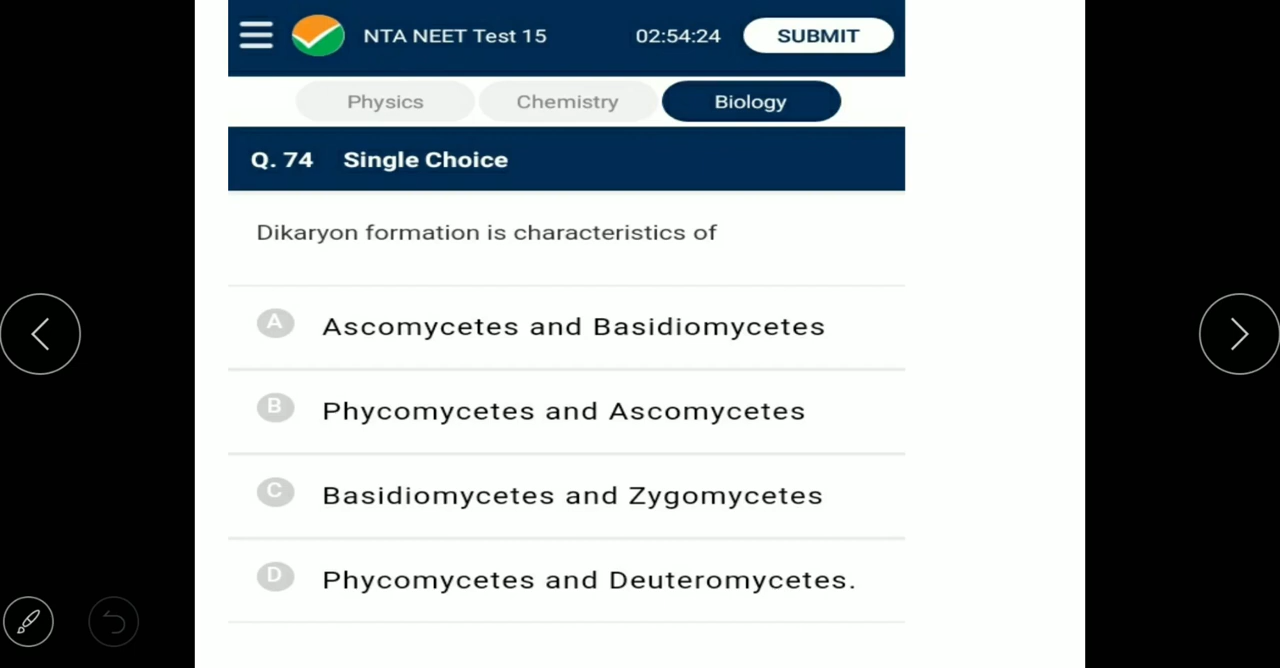 NTA NEET Test 15 02:54:24 SUBMIT
Physics Chemistry Biology
Q. 74 Single Choice
Dikaryon formation is characteristics of
A Ascomycetes and Basidiomycetes
B Phycomycetes and Ascomycetes
C Basidiomycetes and Zygomycetes
D Phycomycetes and Deuteromycetes.